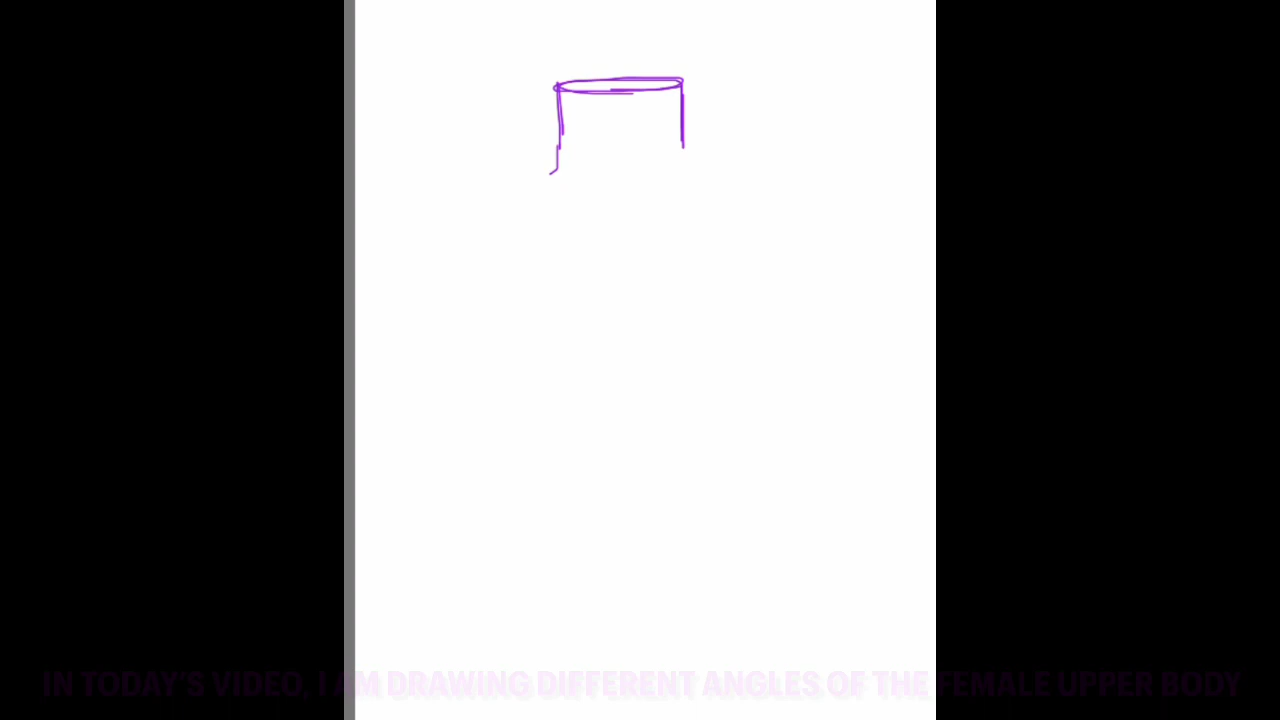 IN TODAY'S VIDEO, I AM DRAWING DIFFERENT ANGLES OF THE FEMALE UPPER BODY